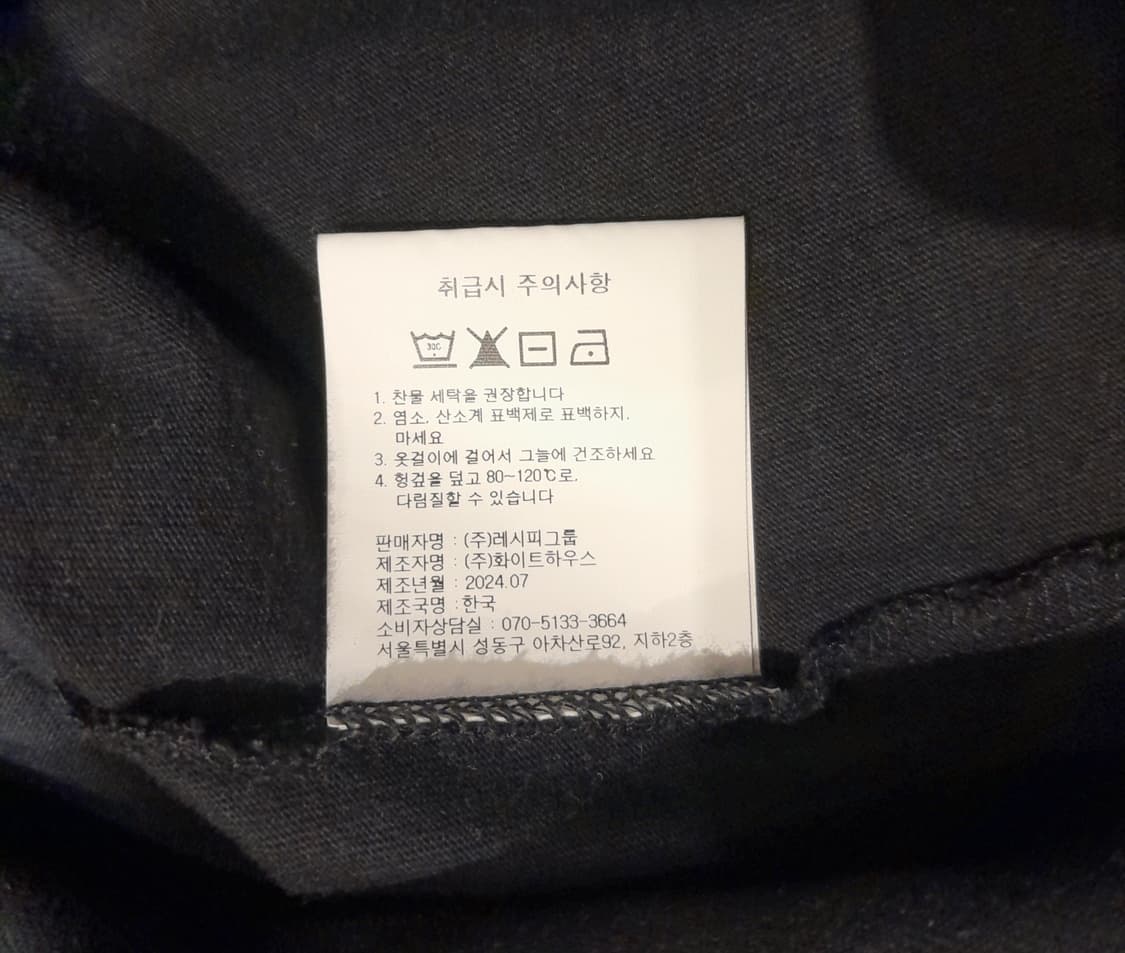 취급시 주의사항
30C
1. 찬물 세탁을 권장합니다
2. 염소, 산소계 표백제로 표백하지.
마세요
3. 옷걸이에 걸어서 그늘에 건조하세요
4. 헝겊을 덮고 80~120℃로,
다림질할 수 있습니다
판매자명 : (주)레시피그룹
제조자명 : (주)화이트하우스
제조년월 : 2024.07
제조국명 : 한국
소비자상담실 : 070-5133-3664
서울특별시 성동구 아차산로92, 지하2층